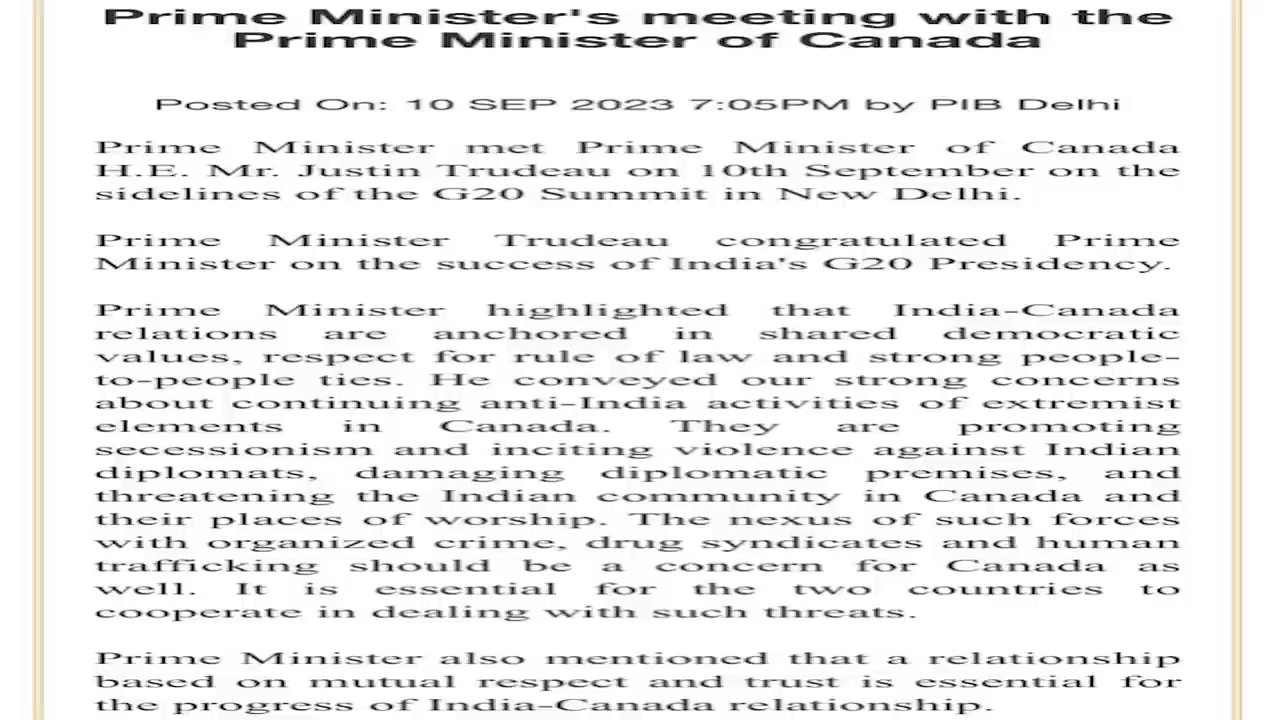 Prime Minister's meeting with the
Prime Minister of Canada
Posted On: 10 SEP 2023 7:05PM by PIB Delhi
Prime Minister met Prime Minister of Canada
H.E. Mr. Justin Trudeau on 10th September on the
sidelines of the G20 Summit in New Delhi.
Prime Minister Trudeau congratulated Prime
Minister on the success of India's G20 Presidency.
Prime Minister highlighted that India-Canada
relations are anchored in shared democratic
values, respect for rule of law and strong people-
to-people ties. He conveyed our strong concerns
about continuing anti-India activities of extremist
elements in Canada. They are promoting
secessionism and inciting violence against Indian
diplomats, damaging diplomatic premises, and
threatening the Indian community in Canada and
their places of worship. The nexus of such forces
with organized crime, drug syndicates and human
trafficking should be a concern for Canada as
well. It is essential for the two countries to
cooperate in dealing with such threats.
Prime Minister also mentioned that a relationship
based on mutual respect and trust is essential for
the progress of India-Canada relationship.